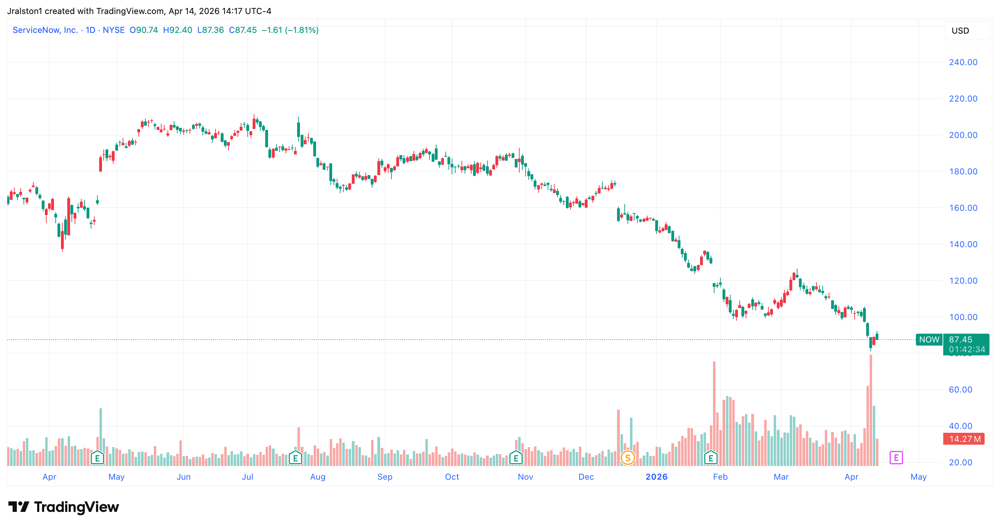 Jralston1 created with TradingView.com, Apr 14, 2026 14:17 UTC-4
ServiceNow, Inc. · 1D · NYSE O90.74 H92.40 L87.36 C87.45 −1.61 (−1.81%)
USD
240.00
220.00
200.00
180.00
160.00
140.00
120.00
100.00
NOW 87.45
01:42:34
60.00
40.00
14.27 M
20.00
E E E S E E
Apr May Jun Jul Aug Sep Oct Nov Dec 2026 Feb Mar Apr May
TradingView